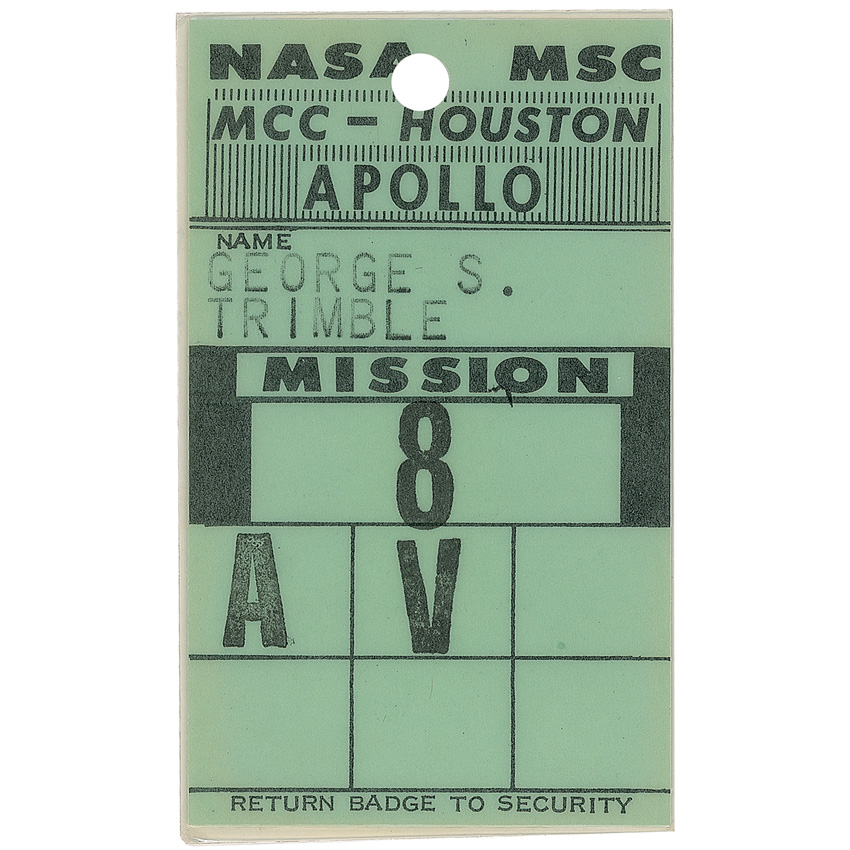 NASA MSC
MCC – HOUSTON
APOLLO
NAME
GEORGE S.
TRIMBLE
MISSION
8
A V
RETURN BADGE TO SECURITY